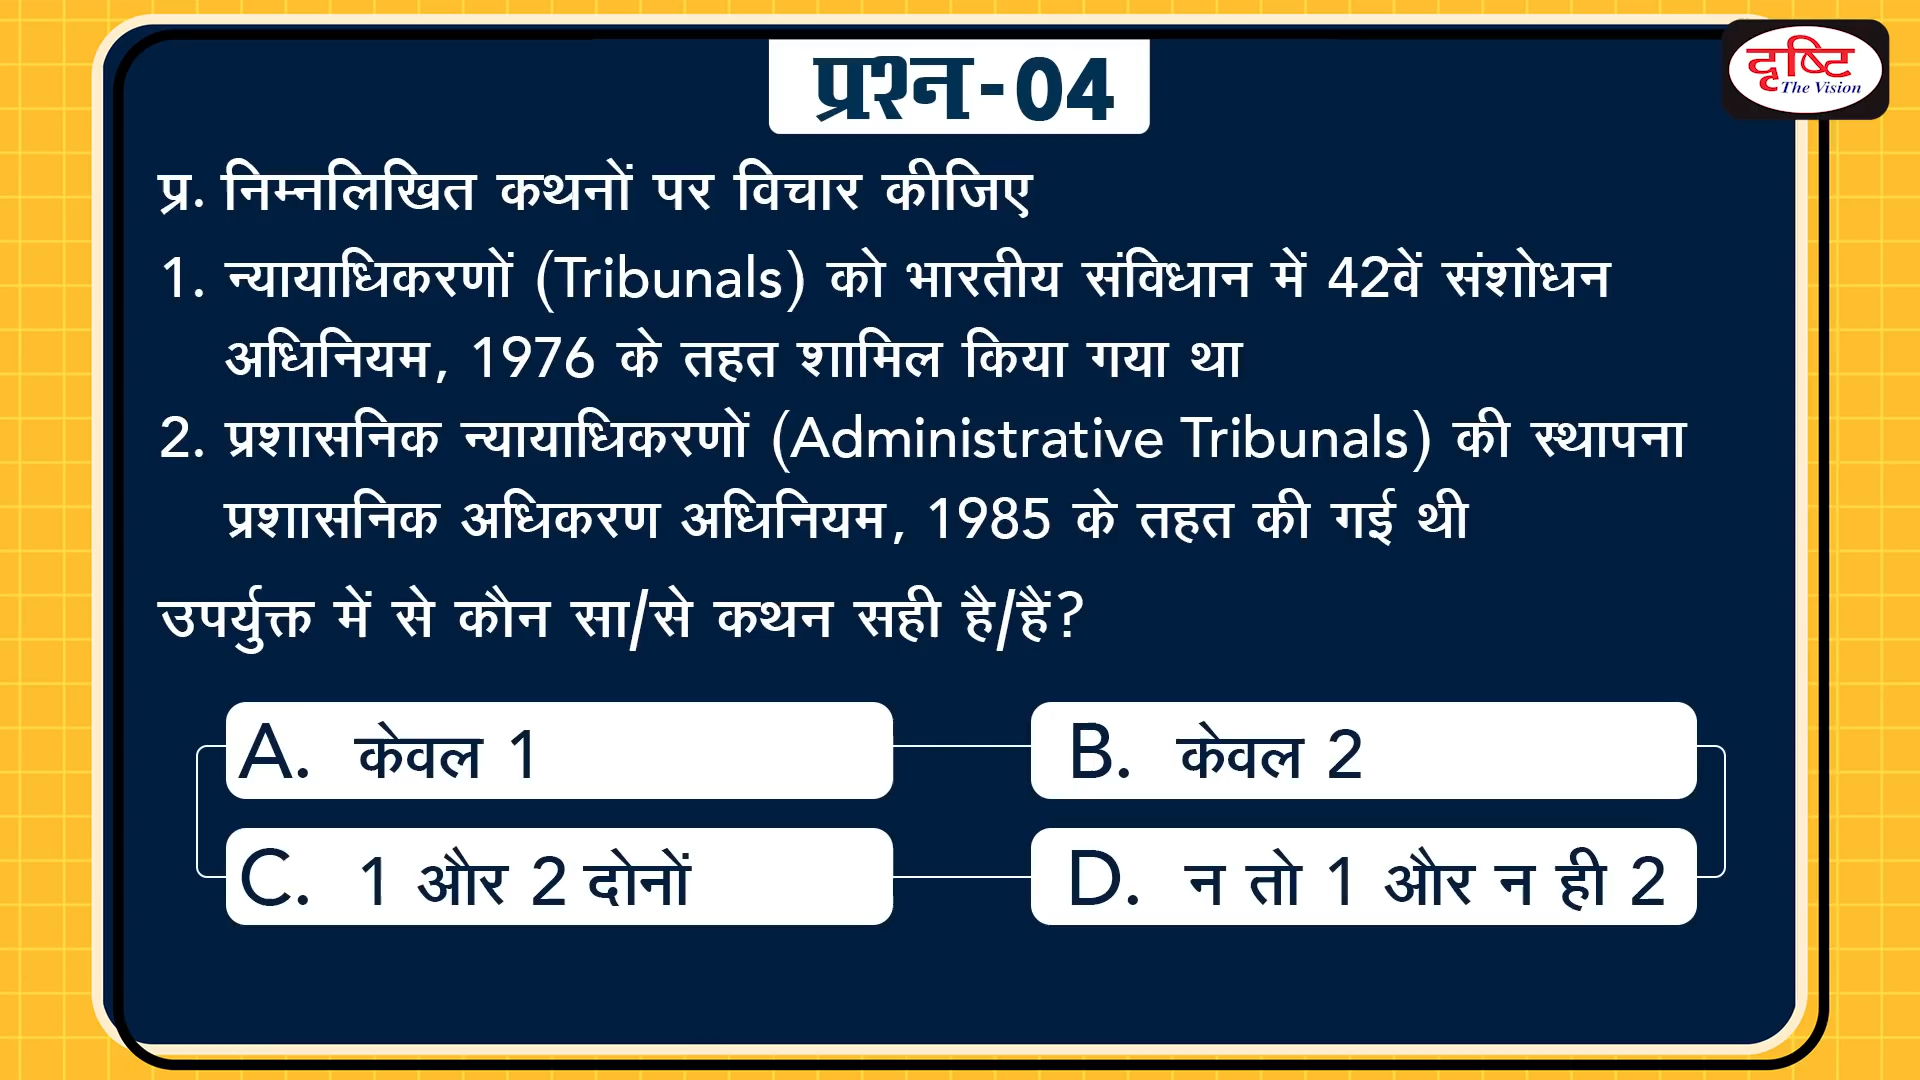 प्रश्न-04
दृष्टि
The Vision
प्र. निम्नलिखित कथनों पर विचार कीजिए
1. न्यायाधिकरणों (Tribunals) को भारतीय संविधान में 42वें संशोधन
अधिनियम, 1976 के तहत शामिल किया गया था
2. प्रशासनिक न्यायाधिकरणों (Administrative Tribunals) की स्थापना
प्रशासनिक अधिकरण अधिनियम, 1985 के तहत की गई थी
उपर्युक्त में से कौन सा/से कथन सही है/हैं?
A. केवल 1
B. केवल 2
C. 1 और 2 दोनों
D. न तो 1 और न ही 2